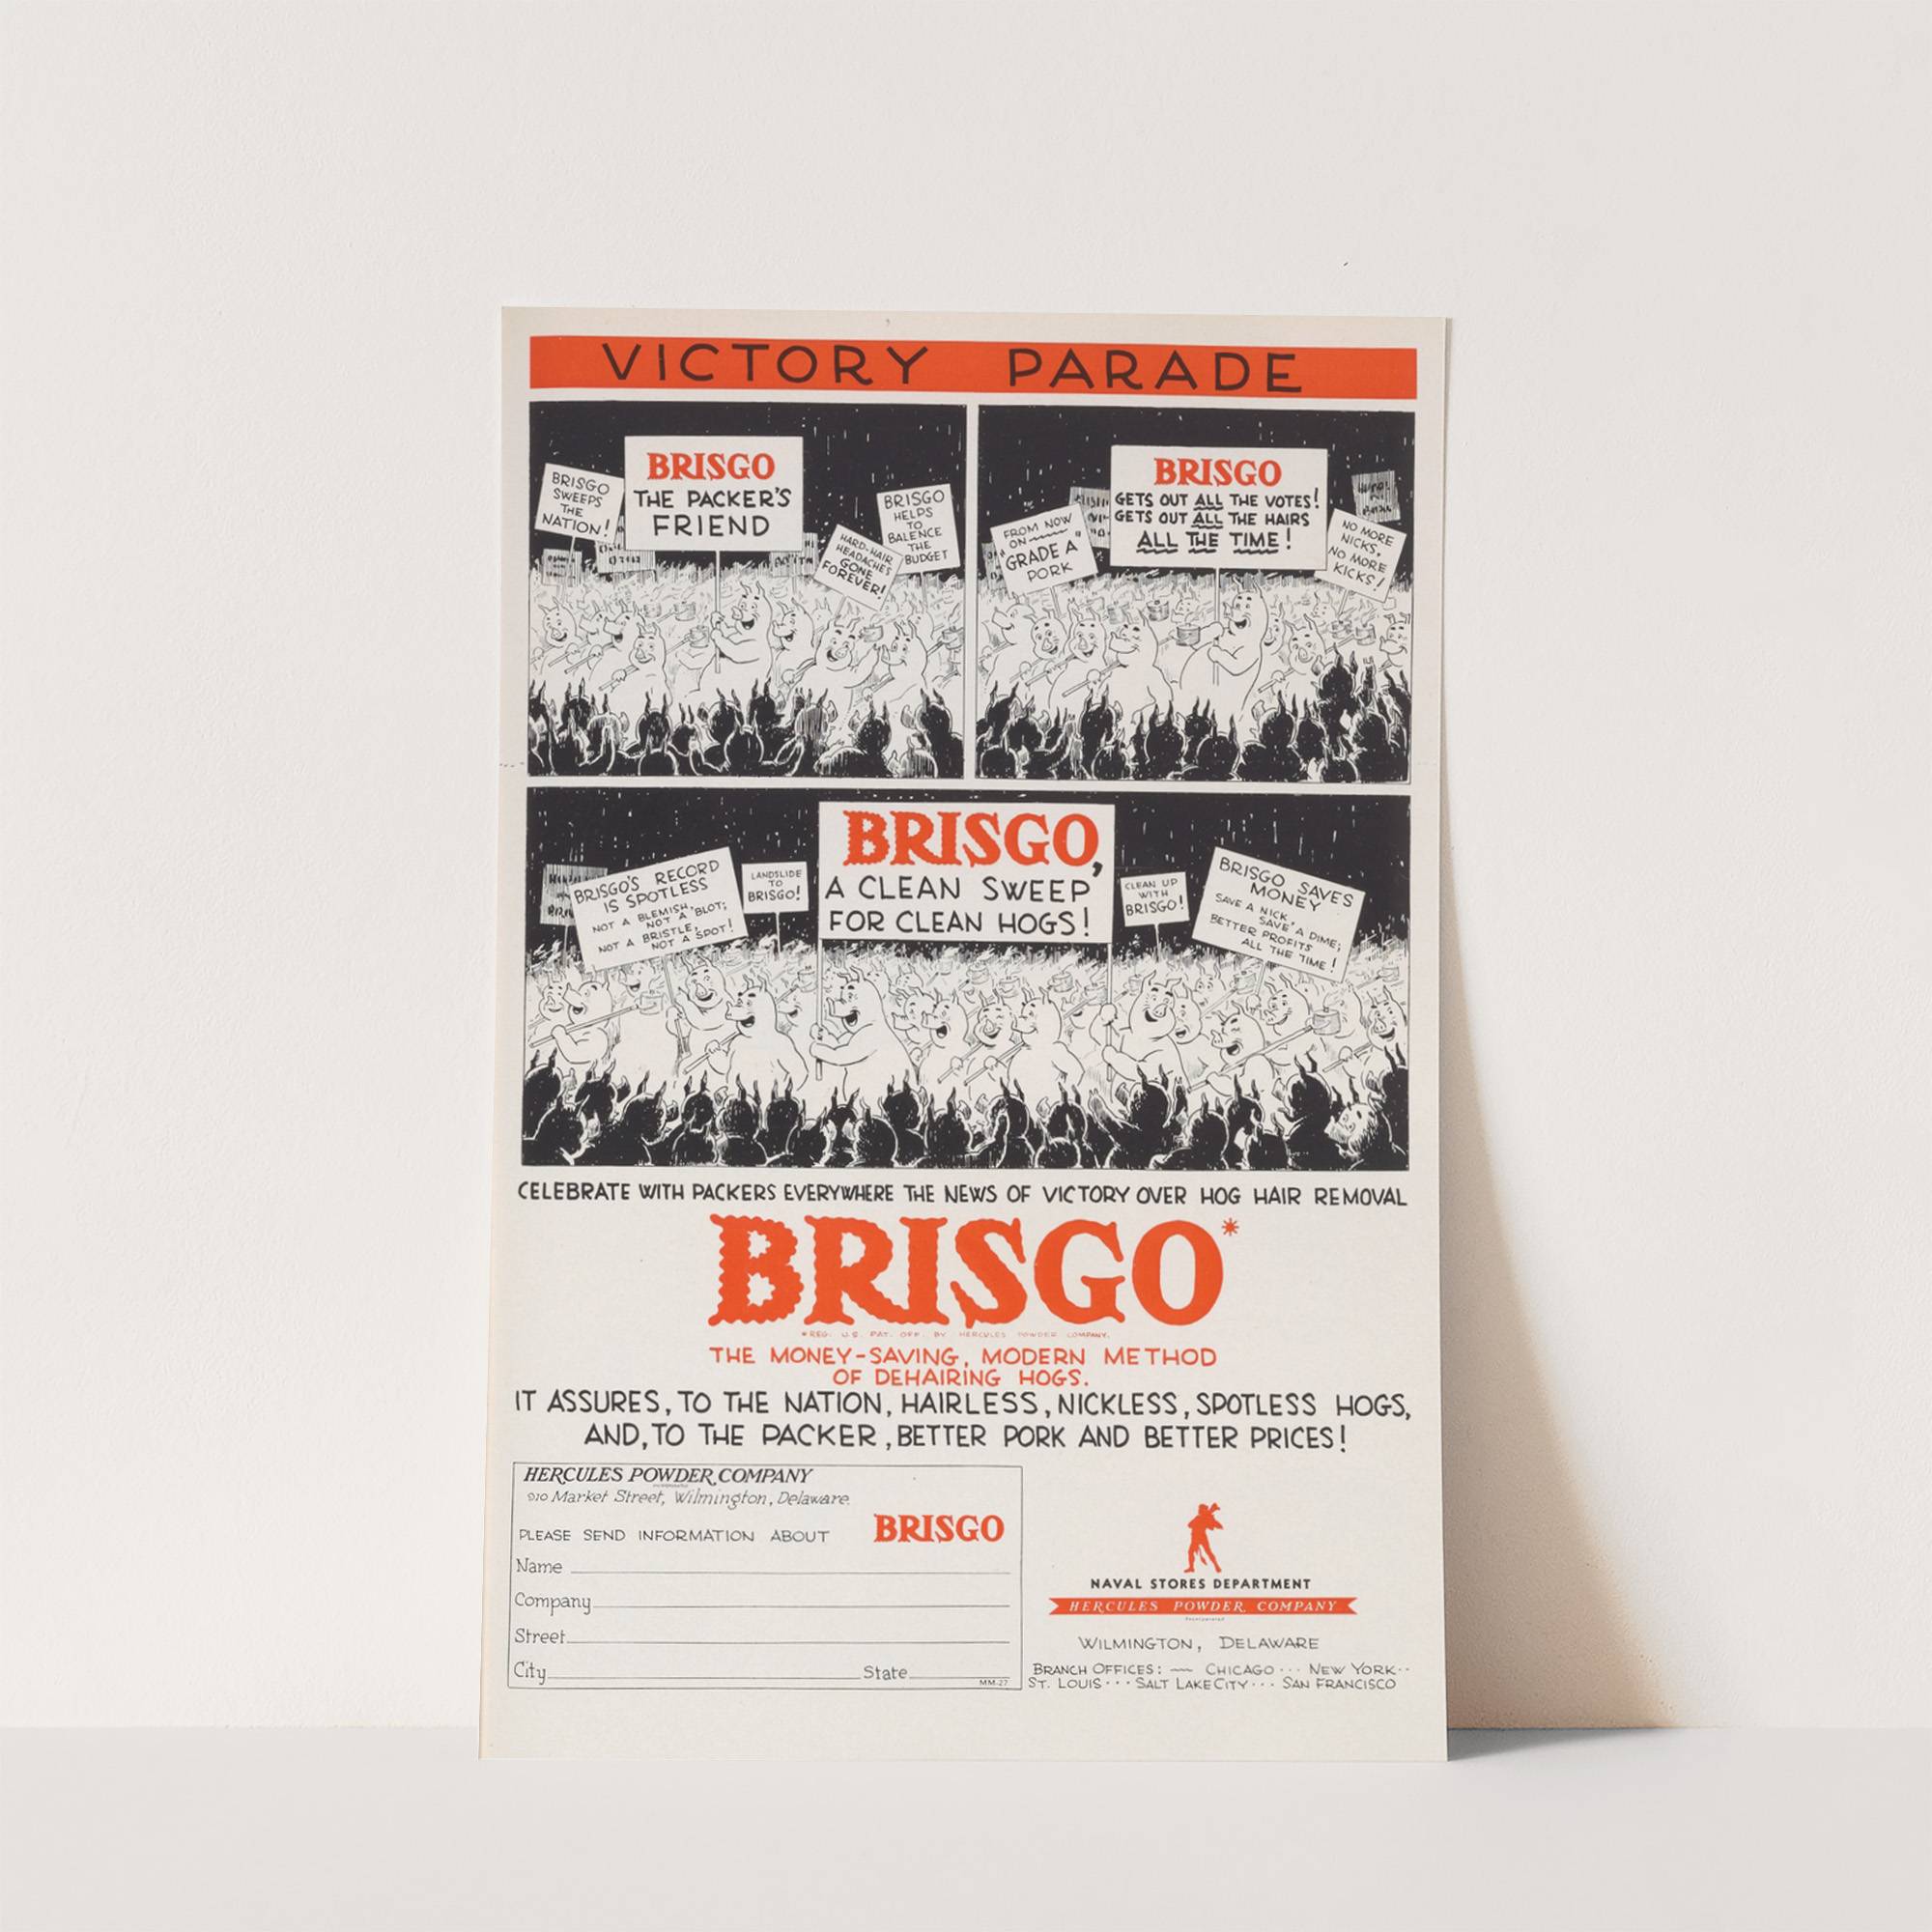 VICTORY PARADE
BRISGO
SWEEPS
THE
NATION!
BRISGO
THE PACKER'S
FRIEND
HARD-HAIR
HEADACHES
GONE
FOREVER!
BRISGO
HELPS
TO
BALENCE
THE
BUDGET
FROM NOW
ON
"GRADE A"
PORK
BRISGO
GETS OUT ALL THE VOTES!
GETS OUT ALL THE HAIRS
ALL THE TIME!
NO MORE
NICKS,
NO MORE
KICKS!
BRISGO'S RECORD
IS SPOTLESS
NOT A BLEMISH,
NOT A BLOT;
NOT A BRISTLE,
NOT A SPOT!
LANDSLIDE
TO
BRISGO!
BRISGO,
A CLEAN SWEEP
FOR CLEAN HOGS!
CLEAN UP
WITH
BRISGO!
BRISGO SAVES
MONEY
SAVE A NICK,
SAVE A DIME;
BETTER PROFITS
ALL THE TIME!
CELEBRATE WITH PACKERS EVERYWHERE THE NEWS OF VICTORY OVER HOG HAIR REMOVAL
BRISGO*
*REG. U.S. PAT. OFF. BY HERCULES POWDER COMPANY.
THE MONEY-SAVING, MODERN METHOD
OF DEHAIRING HOGS.
IT ASSURES, TO THE NATION, HAIRLESS, NICKLESS, SPOTLESS HOGS,
AND, TO THE PACKER, BETTER PORK AND BETTER PRICES!
HERCULES POWDER COMPANY
INCORPORATED
910 Market Street, Wilmington, Delaware.
PLEASE SEND INFORMATION ABOUT BRISGO
Name
Company
Street
City State
MM-27
NAVAL STORES DEPARTMENT
HERCULES POWDER COMPANY
Incorporated
WILMINGTON, DELAWARE
BRANCH OFFICES: CHICAGO ... NEW YORK..
ST. LOUIS ... SALT LAKE CITY ... SAN FRANCISCO